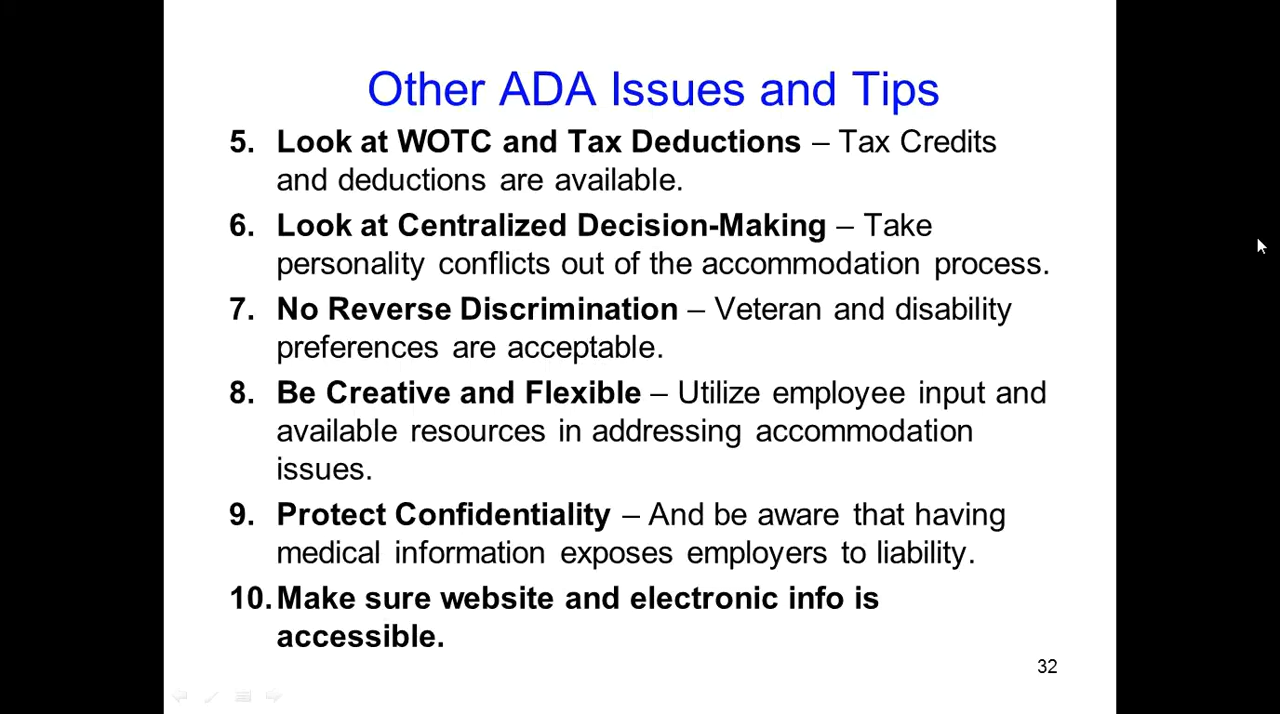 Other ADA Issues and Tips
5. Look at WOTC and Tax Deductions – Tax Credits
and deductions are available.
6. Look at Centralized Decision-Making – Take
personality conflicts out of the accommodation process.
7. No Reverse Discrimination – Veteran and disability
preferences are acceptable.
8. Be Creative and Flexible – Utilize employee input and
available resources in addressing accommodation
issues.
9. Protect Confidentiality – And be aware that having
medical information exposes employers to liability.
10. Make sure website and electronic info is
accessible.
32